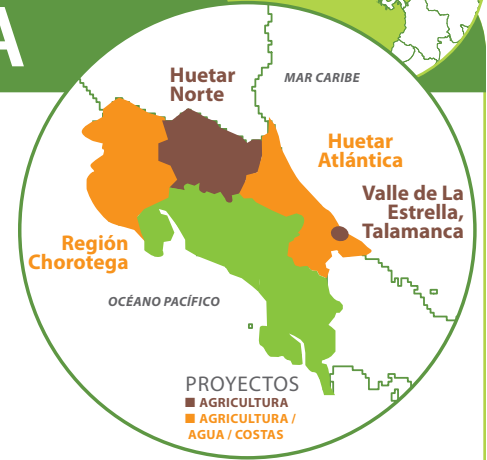 A
Huetar
Norte
MAR CARIBE
Huetar
Atlántica
Valle de La
Estrella,
Talamanca
Región
Chorotega
OCÉANO PACÍFICO
PROYECTOS
AGRICULTURA
AGRICULTURA /
AGUA / COSTAS